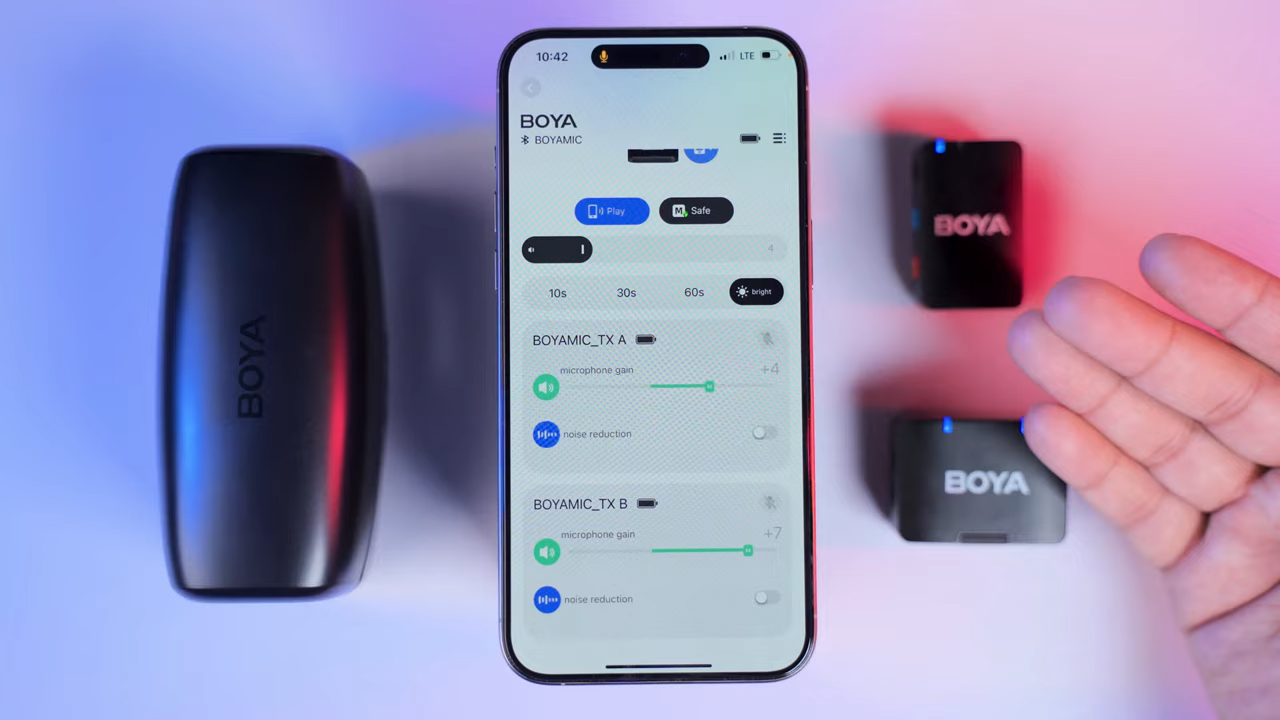 10:42
LTE
BOYA
BOYAMIC
Play
M Safe
4
10s 30s 60s bright
BOYAMIC_TX A
microphone gain +4
noise reduction
BOYAMIC_TX B
microphone gain +7
noise reduction
BOYA
BOYA
BOYA